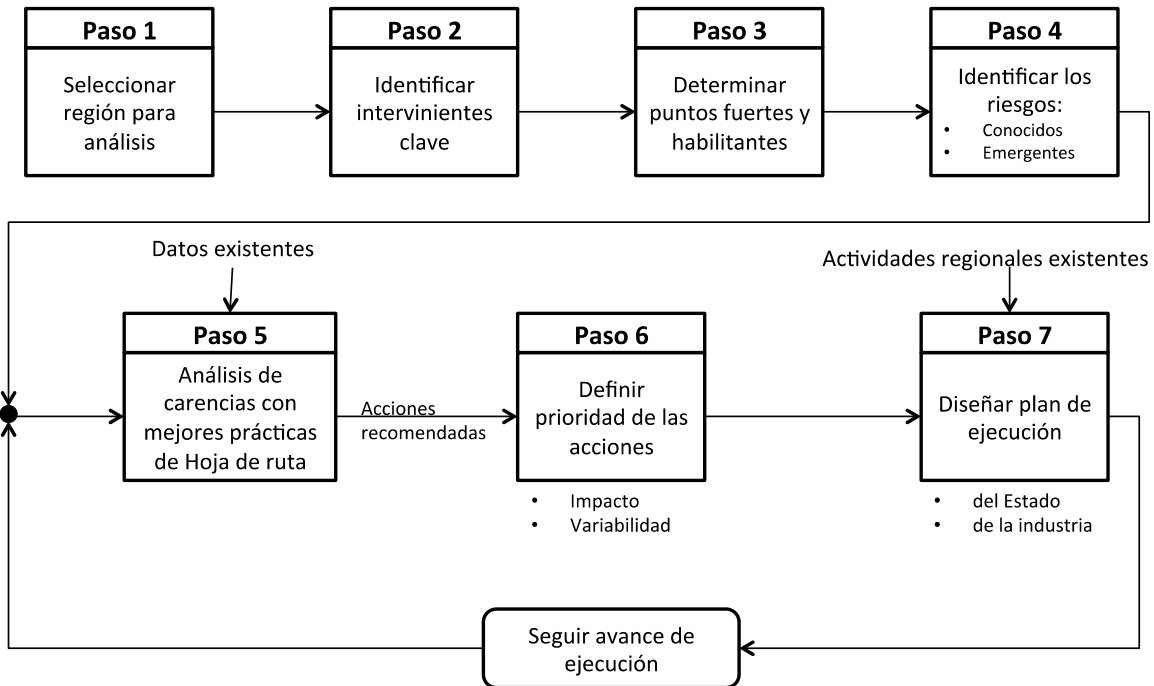 Paso 1
Seleccionar
región para
análisis
Paso 2
Identificar
intervinientes
clave
Paso 3
Determinar
puntos fuertes y
habilitantes
Paso 4
Identificar los
riesgos:
• Conocidos
• Emergentes
Datos existentes
Actividades regionales existentes
Paso 5
Análisis de
carencias con
mejores prácticas
de Hoja de ruta
Acciones
recomendadas
Paso 6
Definir
prioridad de las
acciones
• Impacto
• Variabilidad
Paso 7
Diseñar plan de
ejecución
• del Estado
• de la industria
Seguir avance de
ejecución